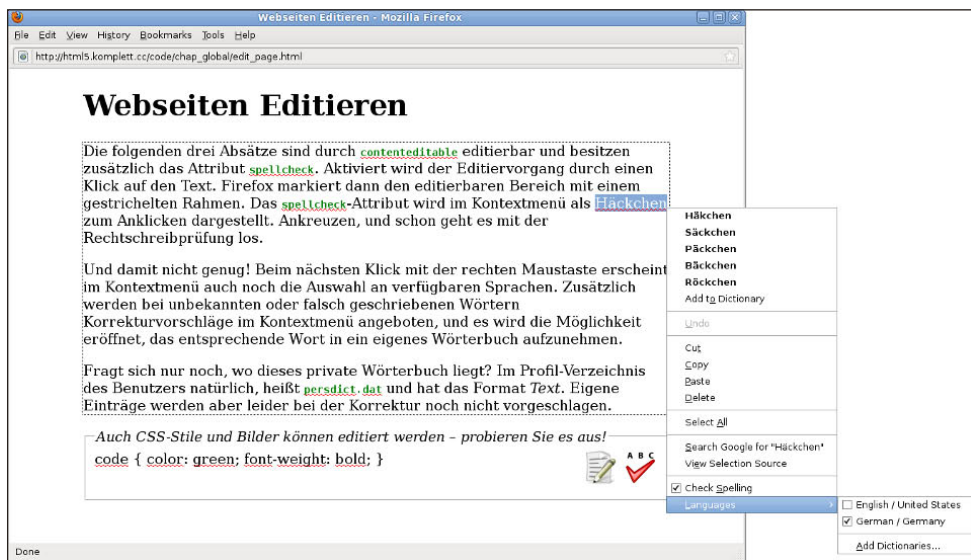 Webseiten Editieren - Mozilla Firefox
File Edit View History Bookmarks Tools Help
http://html5.komplett.cc/code/chap_global/edit_page.html
Webseiten Editieren
Die folgenden drei Absätze sind durch contenteditable editierbar und besitzen
zusätzlich das Attribut spellcheck. Aktiviert wird der Editiervorgang durch einen
Klick auf den Text. Firefox markiert dann den editierbaren Bereich mit einem
gestrichelten Rahmen. Das spellcheck-Attribut wird im Kontextmenü als Häckchen
zum Anklicken dargestellt. Ankreuzen, und schon geht es mit der
Rechtschreibprüfung los.
Und damit nicht genug! Beim nächsten Klick mit der rechten Maustaste erscheint
im Kontextmenü auch noch die Auswahl an verfügbaren Sprachen. Zusätzlich
werden bei unbekannten oder falsch geschriebenen Wörtern
Korrekturvorschläge im Kontextmenü angeboten, und es wird die Möglichkeit
eröffnet, das entsprechende Wort in ein eigenes Wörterbuch aufzunehmen.
Fragt sich nur noch, wo dieses private Wörterbuch liegt? Im Profil-Verzeichnis
des Benutzers natürlich, heißt persdict.dat und hat das Format Text. Eigene
Einträge werden aber leider bei der Korrektur noch nicht vorgeschlagen.
Auch CSS-Stile und Bilder können editiert werden – probieren Sie es aus!
code { color: green; font-weight: bold; }
A B C
Häkchen
Säckchen
Päckchen
Bäckchen
Röckchen
Add to Dictionary
Undo
Cut
Copy
Paste
Delete
Select All
Search Google for "Häckchen"
View Selection Source
Check Spelling
Languages
English / United States
German / Germany
Add Dictionaries...
Done